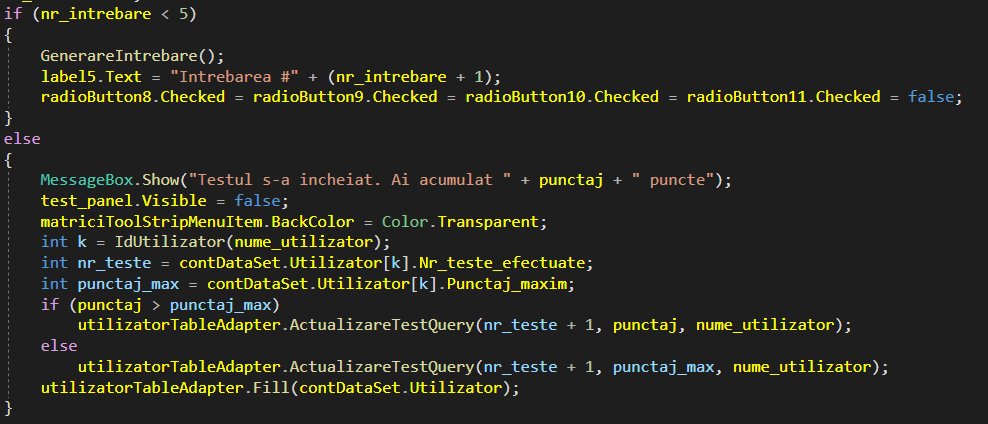 if (nr_intrebare < 5)
{
    GenerareIntrebare();
    label5.Text = "Intrebarea #" + (nr_intrebare + 1);
    radioButton8.Checked = radioButton9.Checked = radioButton10.Checked = radioButton11.Checked = false;
}
else
{
    MessageBox.Show("Testul s-a incheiat. Ai acumulat " + punctaj + " puncte");
    test_panel.Visible = false;
    matriciToolStripMenuItem.BackColor = Color.Transparent;
    int k = IdUtilizator(nume_utilizator);
    int nr_teste = contDataSet.Utilizator[k].Nr_teste_efectuate;
    int punctaj_max = contDataSet.Utilizator[k].Punctaj_maxim;
    if (punctaj > punctaj_max)
        utilizatorTableAdapter.ActualizareTestQuery(nr_teste + 1, punctaj, nume_utilizator);
    else
        utilizatorTableAdapter.ActualizareTestQuery(nr_teste + 1, punctaj_max, nume_utilizator);
    utilizatorTableAdapter.Fill(contDataSet.Utilizator);
}